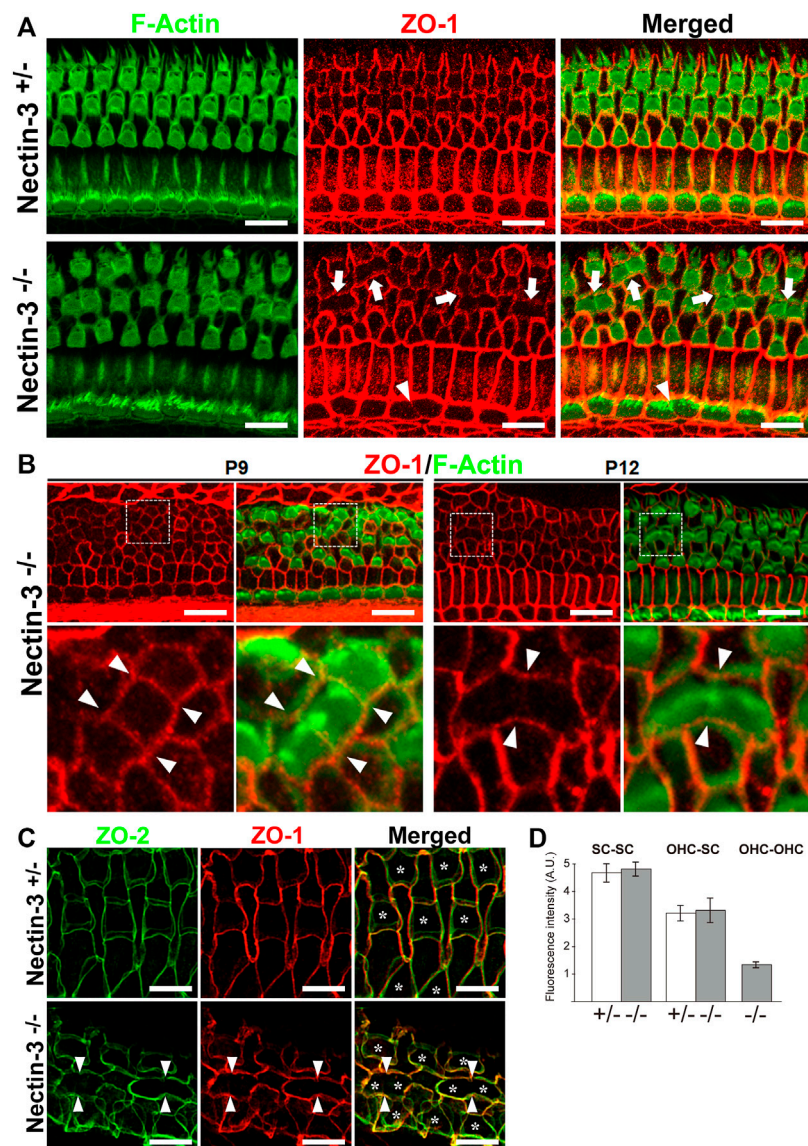 A
F-Actin ZO-1 Merged
Nectin-3 +/-
Nectin-3 -/-
B
ZO-1/F-Actin
P9 P12
Nectin-3 -/-
C
ZO-2 ZO-1 Merged
Nectin-3 +/-
* * * * * * * *
Nectin-3 -/-
D
SC-SC OHC-SC OHC-OHC
Fluorescence intensity (A.U.)
5
4
3
2
1
+/- -/- +/- -/- -/-